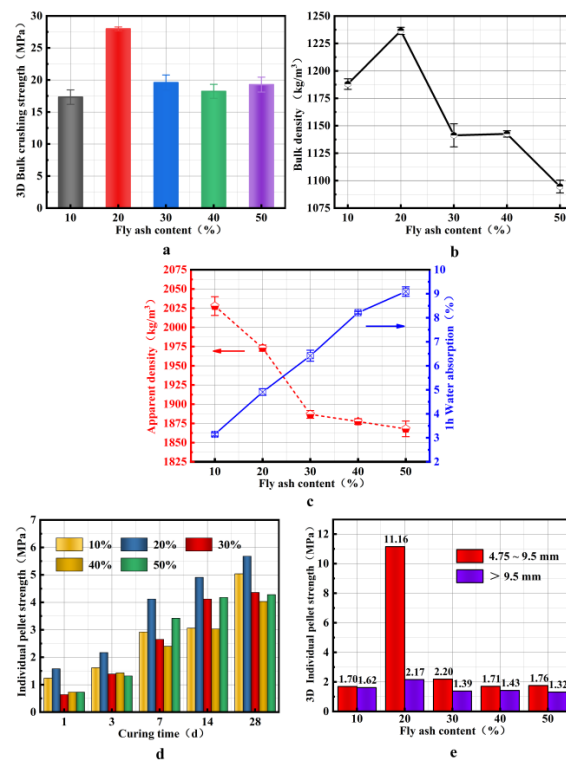 3D Bulk crushing strength（MPa）
30
25
20
15
10
5
0
10 20 30 40 50
Fly ash content（%）
a
Bulk density （kg/m³）
1250
1225
1200
1175
1150
1125
1100
1075
10 20 30 40 50
Fly ash content（%）
b
Apparent density（kg/m³）
2075
2050
2025
2000
1975
1950
1925
1900
1875
1850
1825
10
9
8
7
6
5
4
3
2
1h Water absorption（%）
10 20 30 40 50
Fly ash content（%）
c
Individual pellet strength（MPa）
7
6
5
4
3
2
1
0
10% 20% 30%
40% 50%
1 3 7 14 28
Curing time（d）
d
3D Individual pellet strength（MPa）
12
10
8
6
4
2
0
4.75 ~ 9.5 mm
＞ 9.5 mm
11.16
1.70 1.62 2.17 2.20 1.39 1.71 1.43 1.76 1.32
10 20 30 40 50
Fly ash content（%）
e